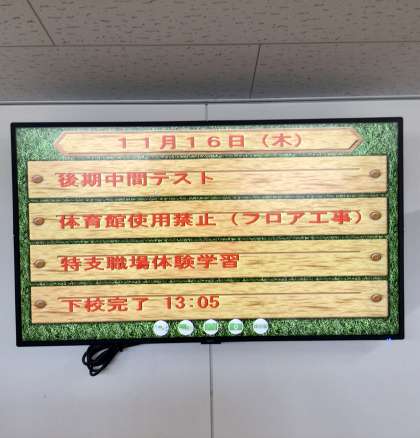 １１月１６日（木）
後期中間テスト
体育館使用禁止（フロア工事）
特支職場体験学習
下校完了 13:05